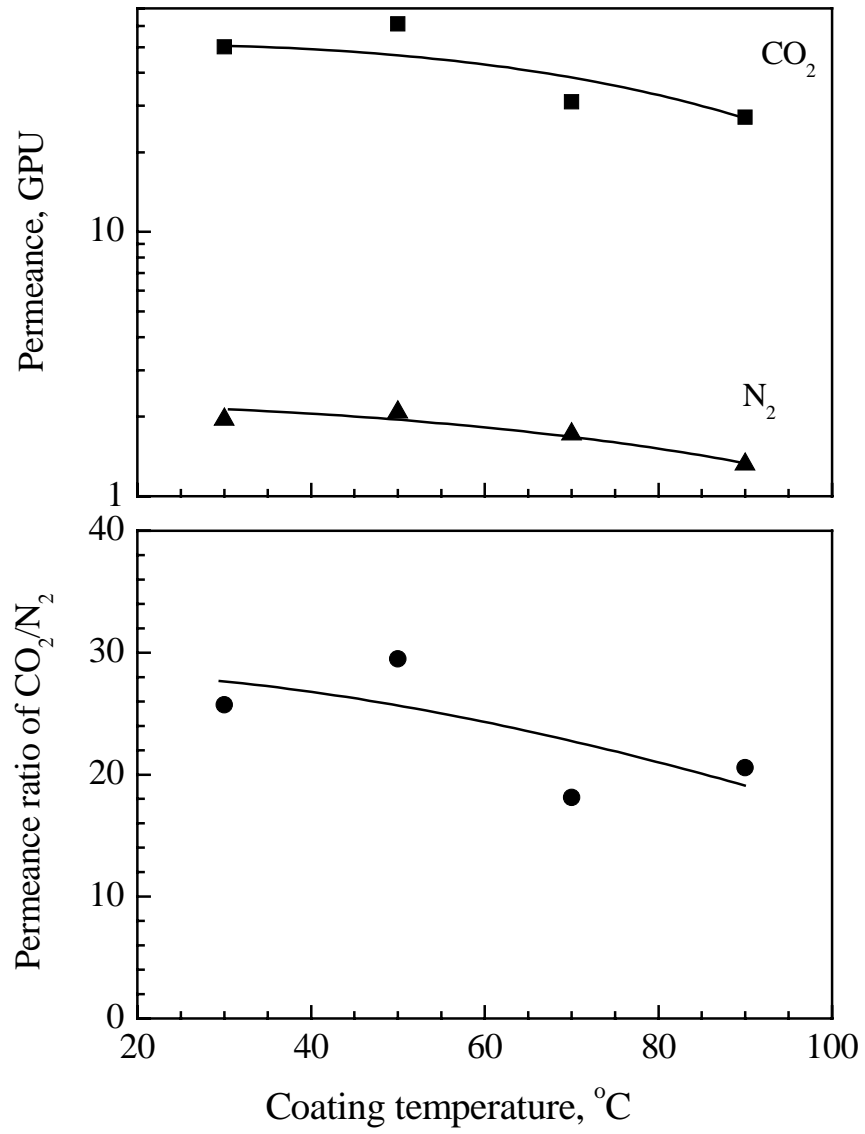 Permeance, GPU
10
1
CO₂
N₂
Permeance ratio of CO₂/N₂
40
30
20
10
0
20 40 60 80 100
Coating temperature, °C